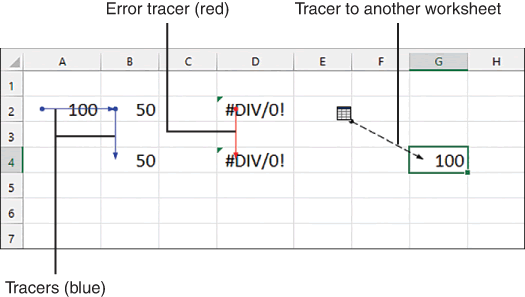 Error tracer (red) Tracer to another worksheet
A B C D E F G H
1
2 100 50 #DIV/0!
3
4 50 #DIV/0! 100
5
6
7
Tracers (blue)